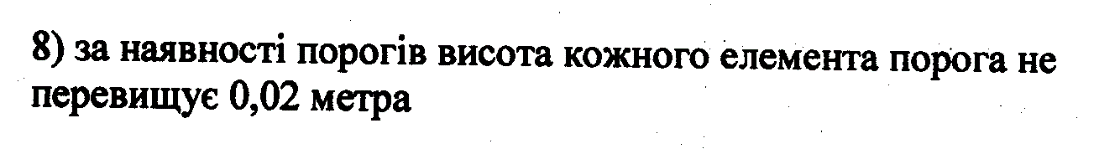 8) за наявності порогів висота кожного елемента порога не
перевищує 0,02 метра